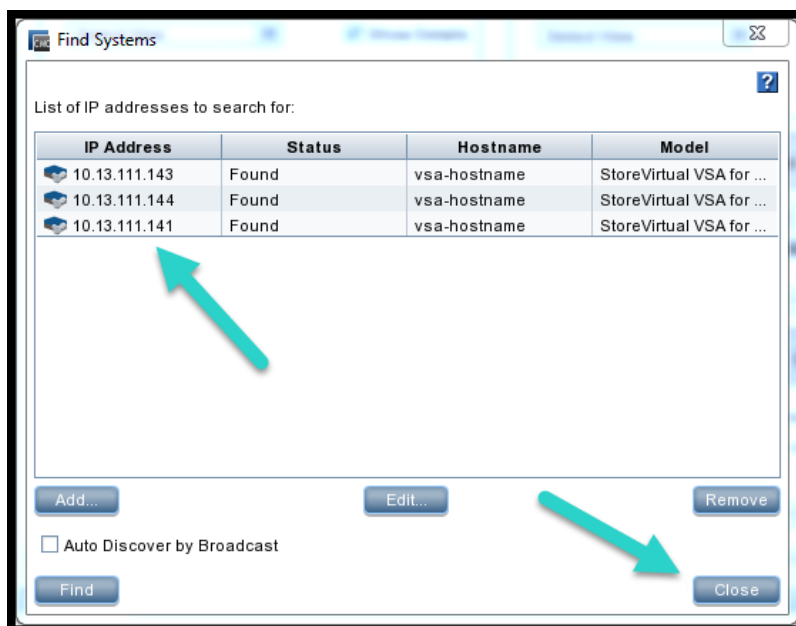 CMC Find Systems
?
List of IP addresses to search for:
IP Address Status Hostname Model
10.13.111.143 Found vsa-hostname StoreVirtual VSA for ...
10.13.111.144 Found vsa-hostname StoreVirtual VSA for ...
10.13.111.141 Found vsa-hostname StoreVirtual VSA for ...
Add... Edit... Remove
Auto Discover by Broadcast
Find Close